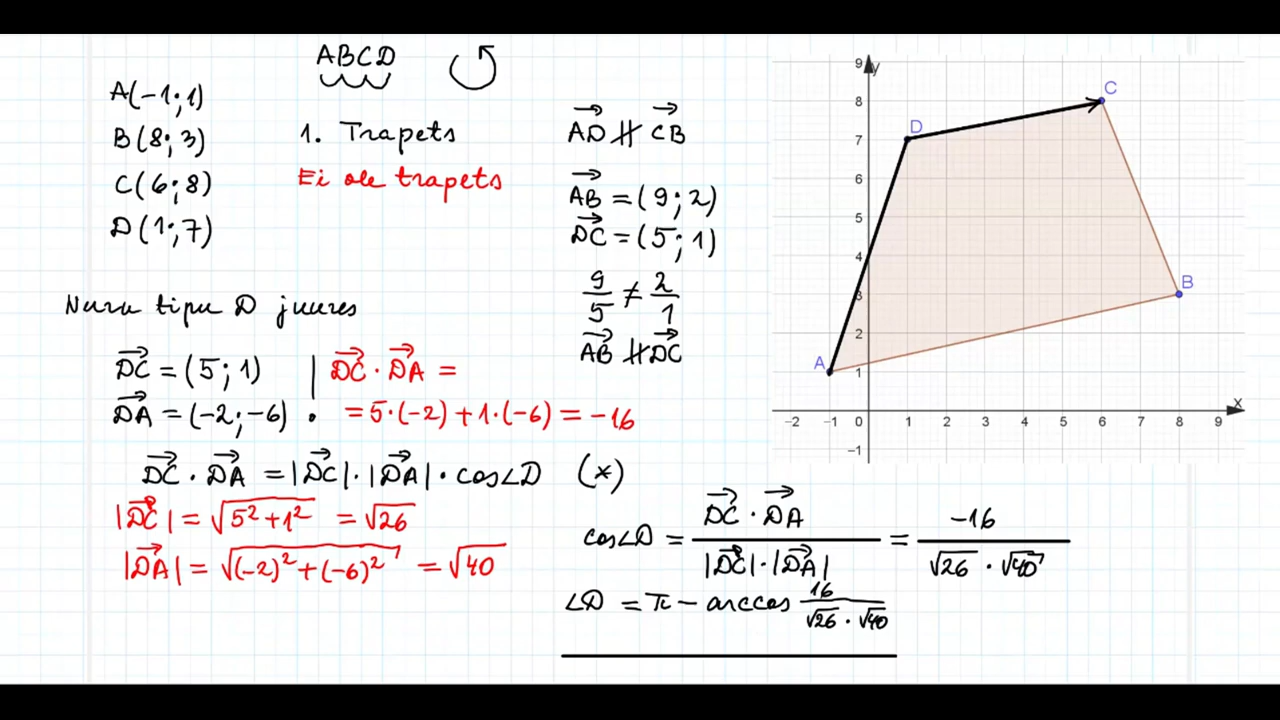 ABCD
A(-1;1)
B(8;3)
C(6;8)
D(1;7)
1. Trapets
Ei ole trapets
AD⃗ ∦ CB⃗
AB⃗ = (9;2)
DC⃗ = (5;1)
9/5 ≠ 2/1
AB⃗ ∦ DC⃗
Nuru tipu D juures
DC⃗ = (5;1) | DC⃗ · DA⃗ =
DA⃗ = (-2;-6) · = 5·(-2)+1·(-6) = -16
DC⃗ · DA⃗ = |DC⃗|·|DA⃗|·cos∠D (*)
|DC⃗| = √(5²+1²) = √26
|DA⃗| = √((-2)²+(-6)²) = √40
cos∠D = (DC⃗ · DA⃗)/(|DC⃗|·|DA⃗|) = -16/(√26 · √40)
∠D = π - arccos 16/(√26 · √40)
y
9
8
7
6
5
4
3
2
1
-1
-2 -1 0 1 2 3 4 5 6 7 8 9
x
A
B
C
D